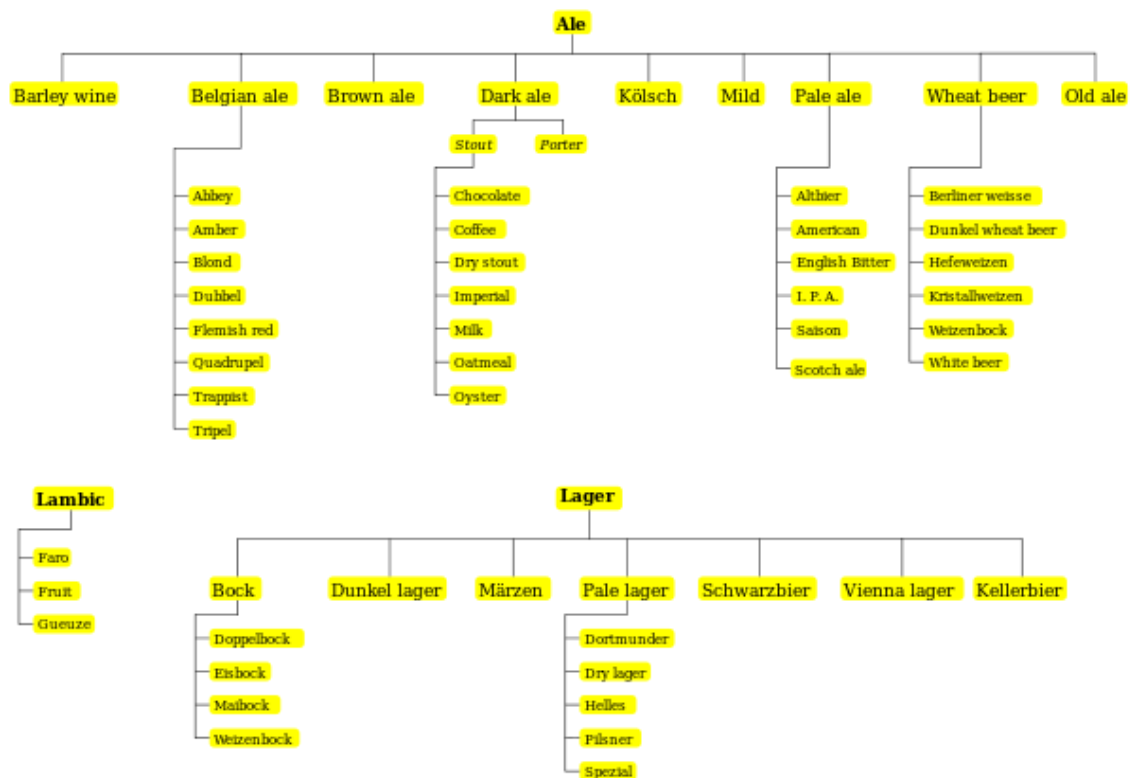 Ale
Barley wine Belgian ale Brown ale Dark ale Kölsch Mild Pale ale Wheat beer Old ale
Stout Porter
Abbey Chocolate Altbier Berliner weisse
Amber Coffee American Dunkel wheat beer
Blond Dry stout English Bitter Hefeweizen
Dubbel Imperial I. P. A. Kristallweizen
Flemish red Milk Saison Weizenbock
Quadrupel Oatmeal Scotch ale White beer
Trappist Oyster
Tripel
Lambic Lager
Faro
Fruit Bock Dunkel lager Märzen Pale lager Schwarzbier Vienna lager Kellerbier
Gueuze
Doppelbock Dortmunder
Eisbock Dry lager
Maibock Helles
Weizenbock Pilsner
Spezial